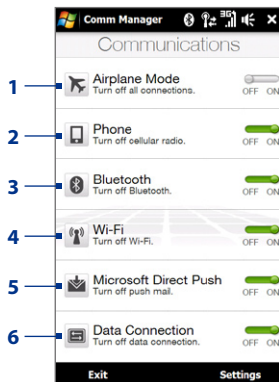 Comm Manager
Communications
1 Airplane Mode
Turn off all connections.
OFF ON
2 Phone
Turn off cellular radio.
OFF ON
3 Bluetooth
Turn off Bluetooth.
OFF ON
4 Wi-Fi
Turn off Wi-Fi.
OFF ON
5 Microsoft Direct Push
Turn off push mail.
OFF ON
6 Data Connection
Turn off data connection.
OFF ON
Exit Settings